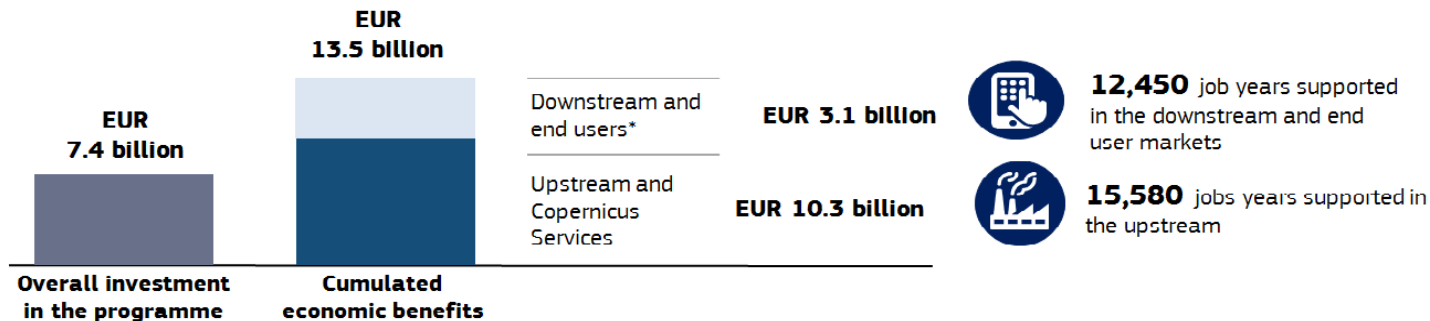 EUR
13.5 billion
EUR
7.4 billion
Downstream and
end users*
EUR 3.1 billion
12,450 job years supported
in the downstream and end
user markets
Upstream and
Copernicus
Services
EUR 10.3 billion
15,580 jobs years supported in
the upstream
Overall investment
in the programme
Cumulated
economic benefits